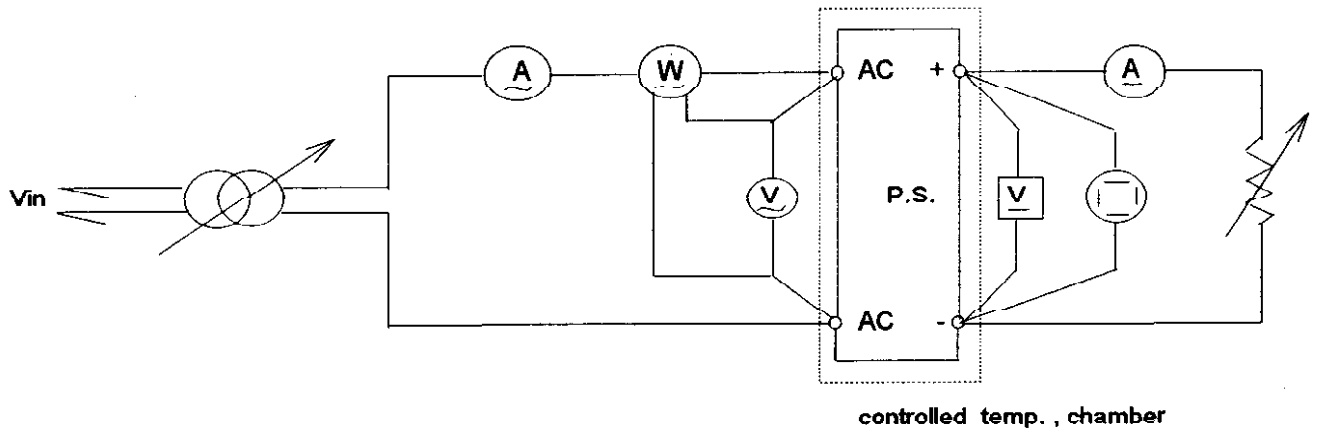 A
W
AC
+
A
Vin
V
P.S.
V
AC
-
controlled temp. , chamber